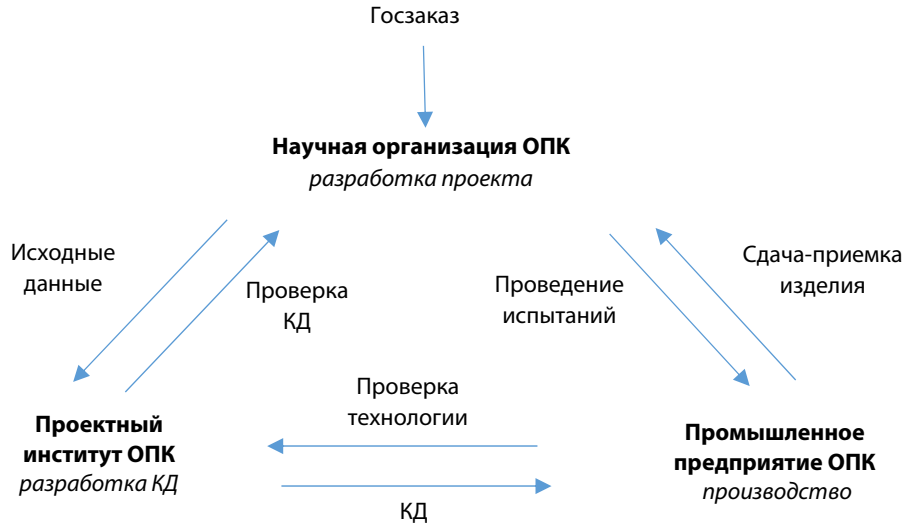 Госзаказ
Научная организация ОПК
разработка проекта
Исходные
данные
Проверка
КД
Проведение
испытаний
Сдача-приемка
изделия
Проверка
технологии
Проектный
институт ОПК
разработка КД
Промышленное
предприятие ОПК
производство
КД